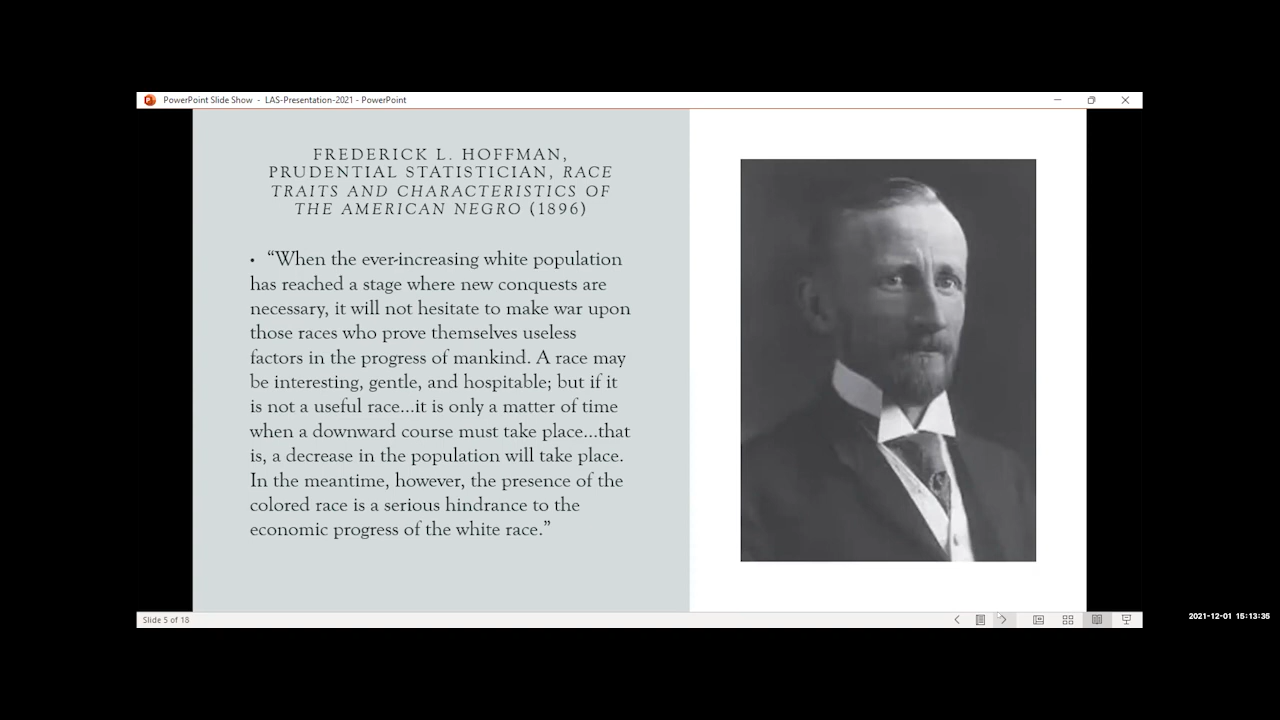 PowerPoint Slide Show - LAS-Presentation-2021 - PowerPoint
FREDERICK L. HOFFMAN,
PRUDENTIAL STATISTICIAN, RACE
TRAITS AND CHARACTERISTICS OF
THE AMERICAN NEGRO (1896)
• “When the ever-increasing white population
has reached a stage where new conquests are
necessary, it will not hesitate to make war upon
those races who prove themselves useless
factors in the progress of mankind. A race may
be interesting, gentle, and hospitable; but if it
is not a useful race...it is only a matter of time
when a downward course must take place...that
is, a decrease in the population will take place.
In the meantime, however, the presence of the
colored race is a serious hindrance to the
economic progress of the white race.”
Slide 5 of 18
2021-12-01 15:13:35